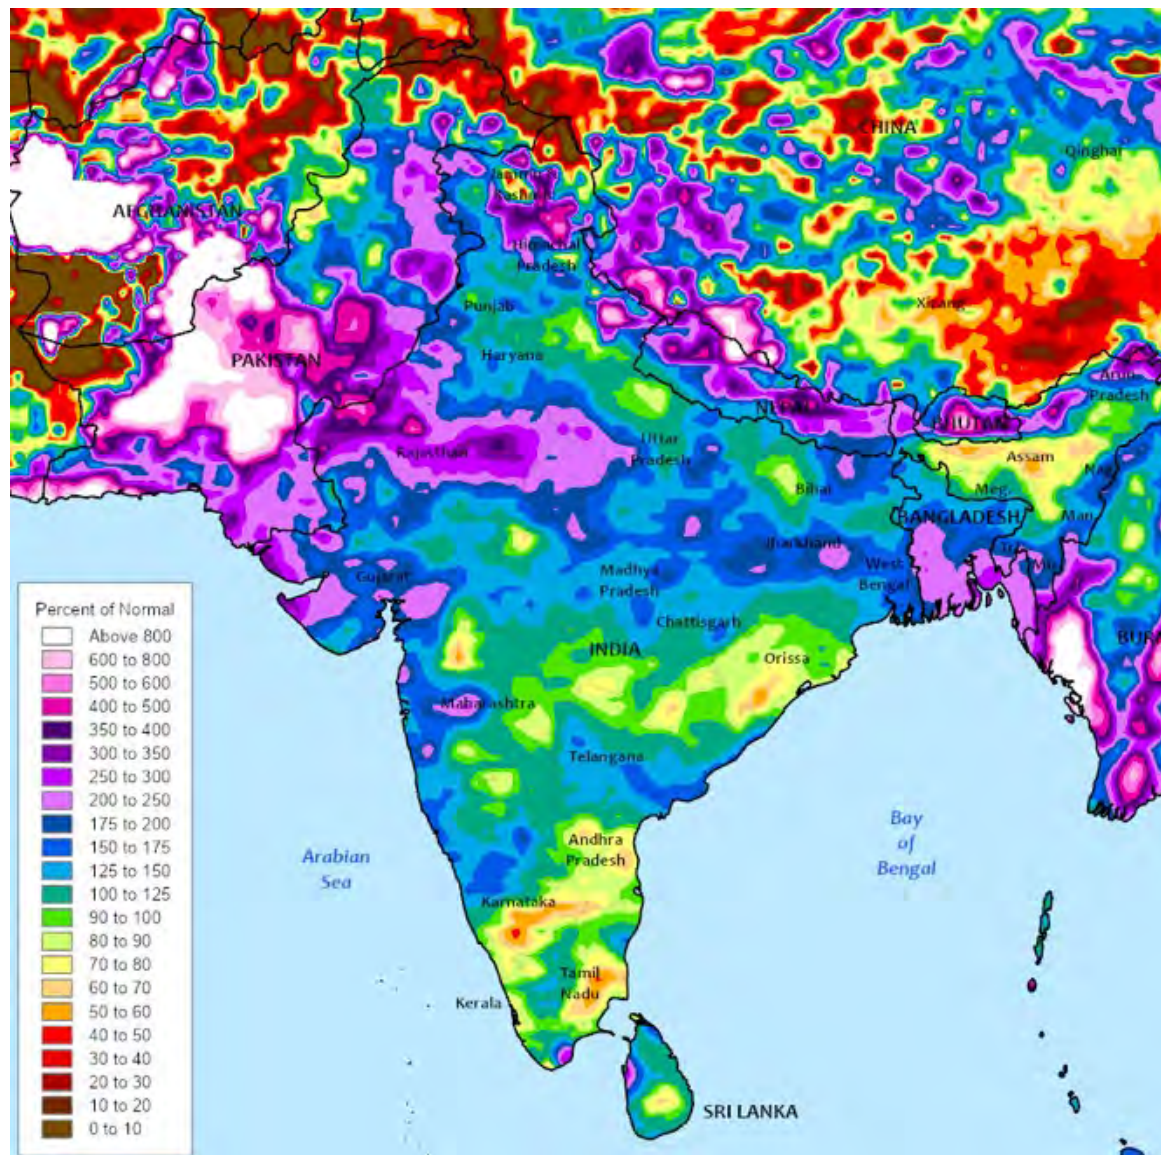 CHINA
Qinghai
Jammu &
Kashmir
AFGHANISTAN
Himachal
Pradesh
Xizang
Punjab
PAKISTAN
Haryana
Arun
Pradesh
NEPAL
BHUTAN
Uttar
Pradesh
Rajasthan
Assam
Nag.
Bihar
Meg.
BANGLADESH
Man.
Jharkhand
West
Bengal
Gujrat
Madhya
Pradesh
Chattisgarh
INDIA
Orissa
BURM
Maharashtra
Telangana
Andhra
Pradesh
Bay
of
Bengal
Arabian
Sea
Karnataka
Tamil
Nadu
Kerala
SRI LANKA
Percent of Normal
Above 800
600 to 800
500 to 600
400 to 500
350 to 400
300 to 350
250 to 300
200 to 250
175 to 200
150 to 175
125 to 150
100 to 125
90 to 100
80 to 90
70 to 80
60 to 70
50 to 60
40 to 50
30 to 40
20 to 30
10 to 20
0 to 10